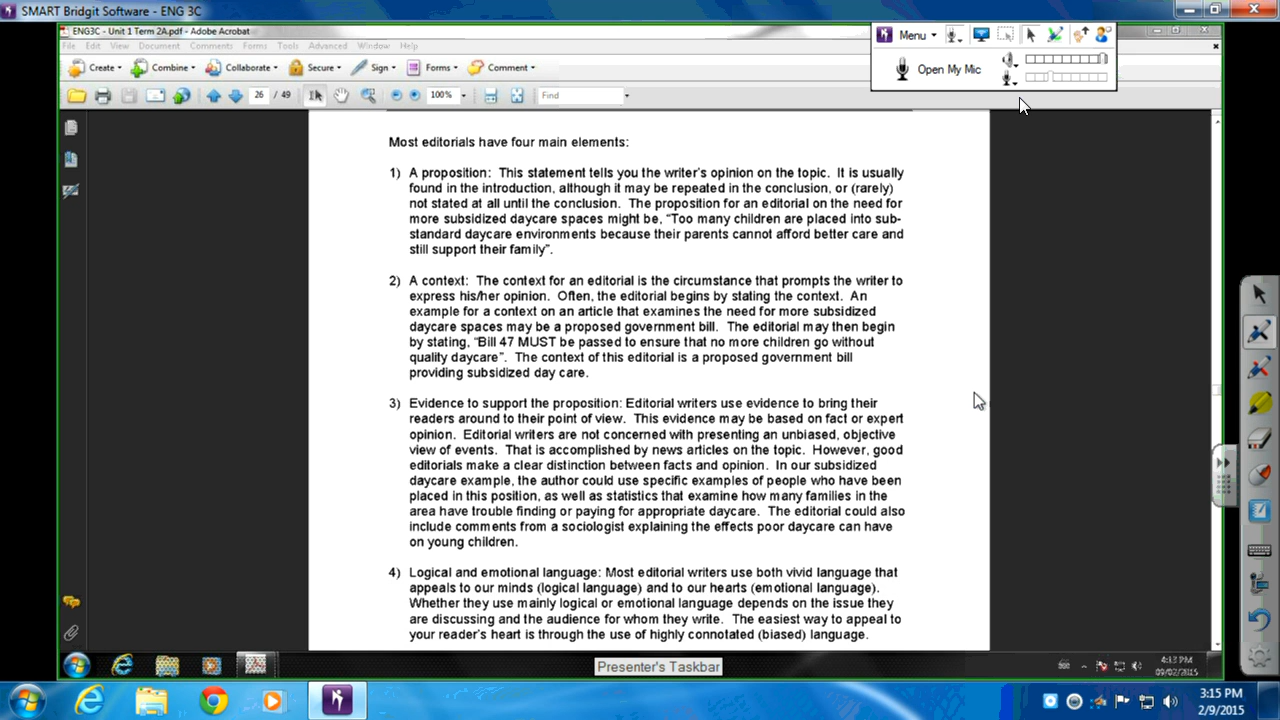 SMART Bridgit Software - ENG 3C
ENG3C - Unit 1 Term 2A.pdf - Adobe Acrobat
File Edit View Document Comments Forms Tools Advanced Window Help
Menu
Create Combine Collaborate Secure Sign Forms Comment
Open My Mic
26 / 49 100% Find
Most editorials have four main elements:
1) A proposition: This statement tells you the writer's opinion on the topic. It is usually
found in the introduction, although it may be repeated in the conclusion, or (rarely)
not stated at all until the conclusion. The proposition for an editorial on the need for
more subsidized daycare spaces might be, "Too many children are placed into sub-
standard daycare environments because their parents cannot afford better care and
still support their family".
2) A context: The context for an editorial is the circumstance that prompts the writer to
express his/her opinion. Often, the editorial begins by stating the context. An
example for a context on an article that examines the need for more subsidized
daycare spaces may be a proposed government bill. The editorial may then begin
by stating, "Bill 47 MUST be passed to ensure that no more children go without
quality daycare". The context of this editorial is a proposed government bill
providing subsidized day care.
3) Evidence to support the proposition: Editorial writers use evidence to bring their
readers around to their point of view. This evidence may be based on fact or expert
opinion. Editorial writers are not concerned with presenting an unbiased, objective
view of events. That is accomplished by news articles on the topic. However, good
editorials make a clear distinction between facts and opinion. In our subsidized
daycare example, the author could use specific examples of people who have been
placed in this position, as well as statistics that examine how many families in the
area have trouble finding or paying for appropriate daycare. The editorial could also
include comments from a sociologist explaining the effects poor daycare can have
on young children.
4) Logical and emotional language: Most editorial writers use both vivid language that
appeals to our minds (logical language) and to our hearts (emotional language).
Whether they use mainly logical or emotional language depends on the issue they
are discussing and the audience for whom they write. The easiest way to appeal to
your reader's heart is through the use of highly connotated (biased) language.
Presenter's Taskbar
4:13 PM
09/02/2015
3:15 PM
2/9/2015